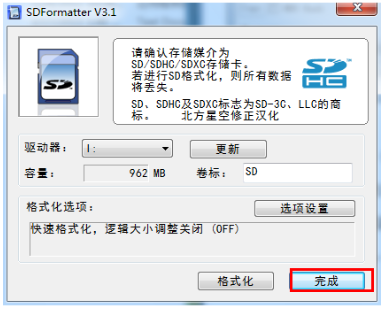 SDFormatter V3.1
SD
请确认存储媒介为
SD/SDHC/SDXC存储卡。
若进行SD格式化，则所有数据
将丢失。
SD
HC
SD、SDHC及SDXC标志为SD-3C、LLC的商
标。 北方星空修正汉化
驱动器： I: 更新
容量： 962 MB 卷标： SD
格式化选项： 选项设置
快速格式化，逻辑大小调整关闭 (OFF)
格式化 完成